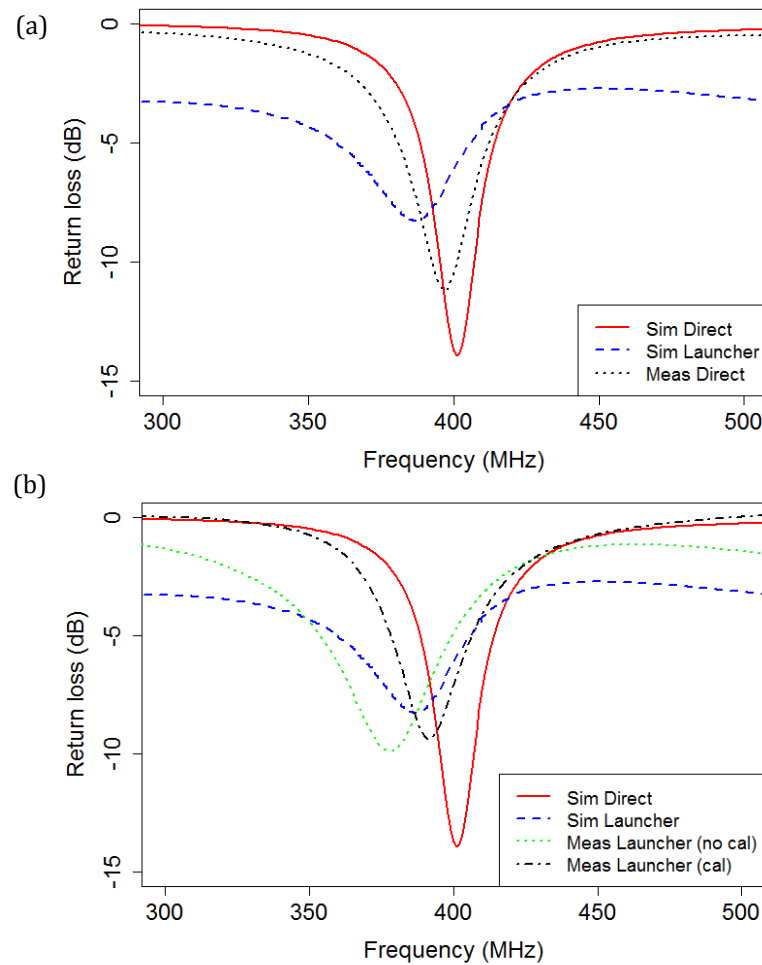 (a)
Return loss (dB)
0
-5
-10
-15
300
350
400
450
500
Frequency (MHz)
Sim Direct
Sim Launcher
Meas Direct
(b)
Return loss (dB)
0
-5
-10
-15
300
350
400
450
500
Frequency (MHz)
Sim Direct
Sim Launcher
Meas Launcher (no cal)
Meas Launcher (cal)